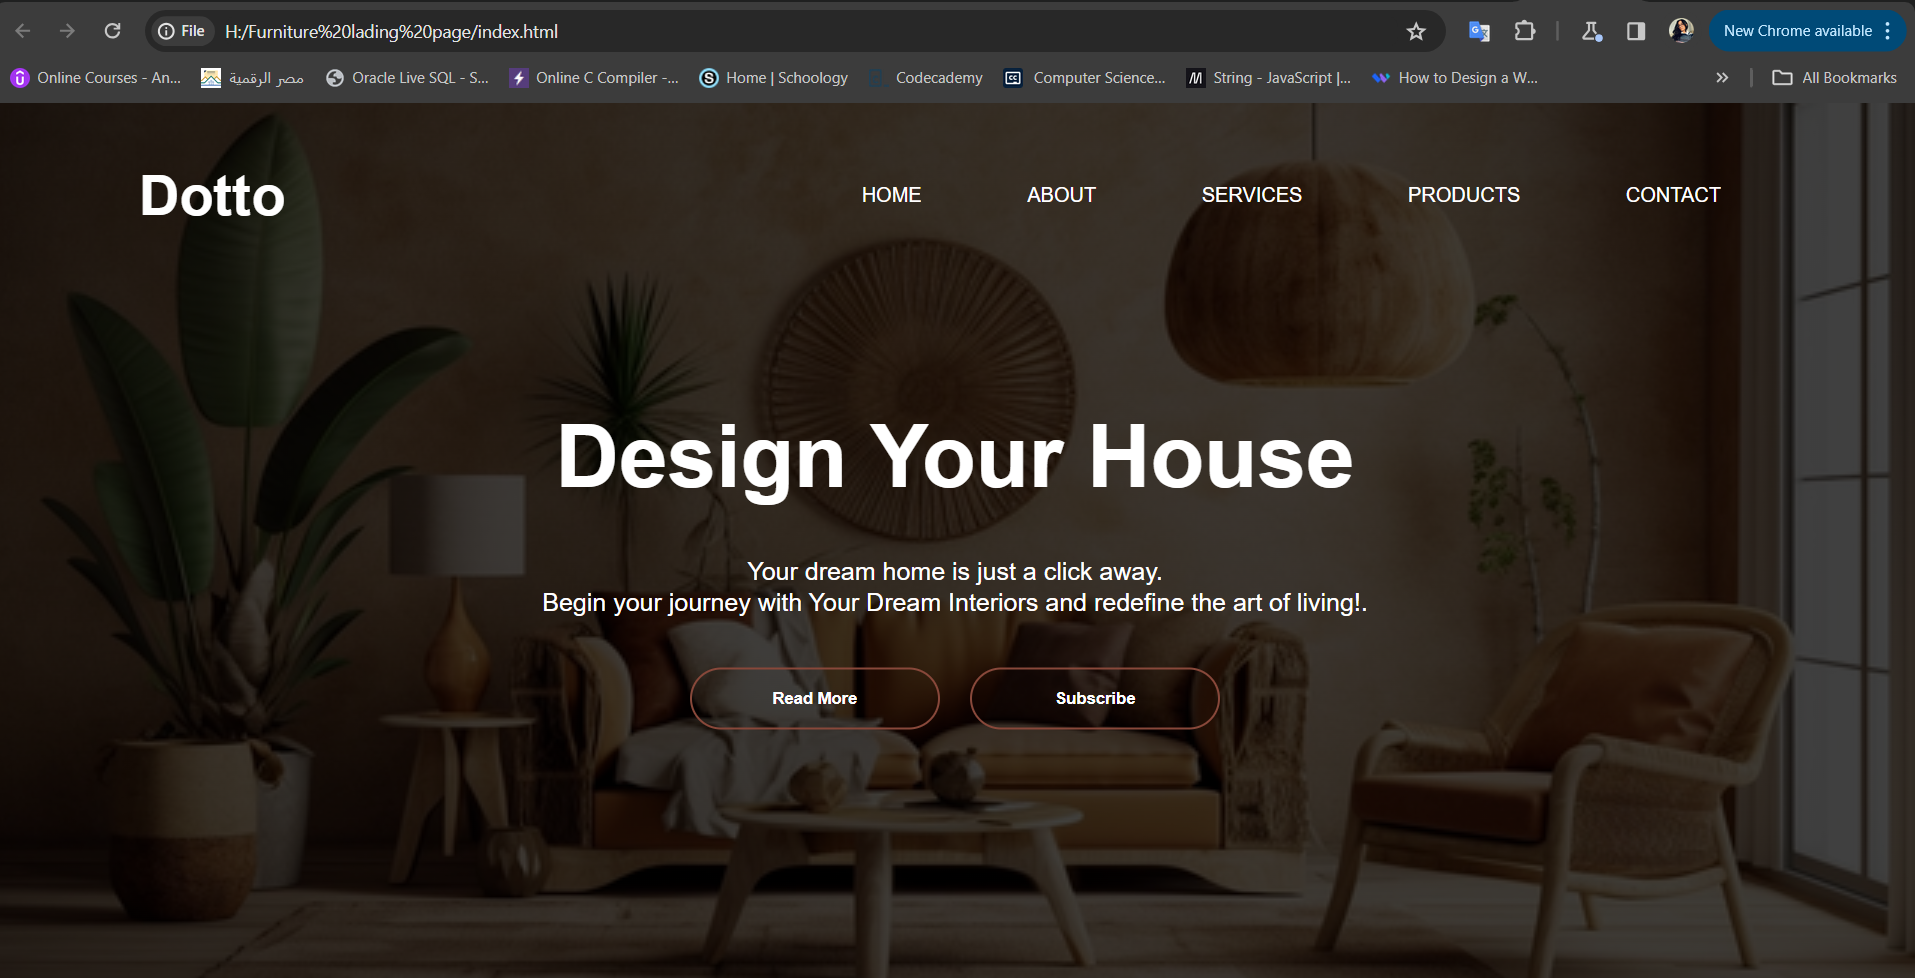 File H:/Furniture%20lading%20page/index.html New Chrome available
Online Courses - An... مصر الرقمية Oracle Live SQL - S... Online C Compiler -... Home | Schoology Codecademy Computer Science... String - JavaScript |... How to Design a W... All Bookmarks
Dotto HOME ABOUT SERVICES PRODUCTS CONTACT
Design Your House
Your dream home is just a click away.
Begin your journey with Your Dream Interiors and redefine the art of living!.
Read More Subscribe